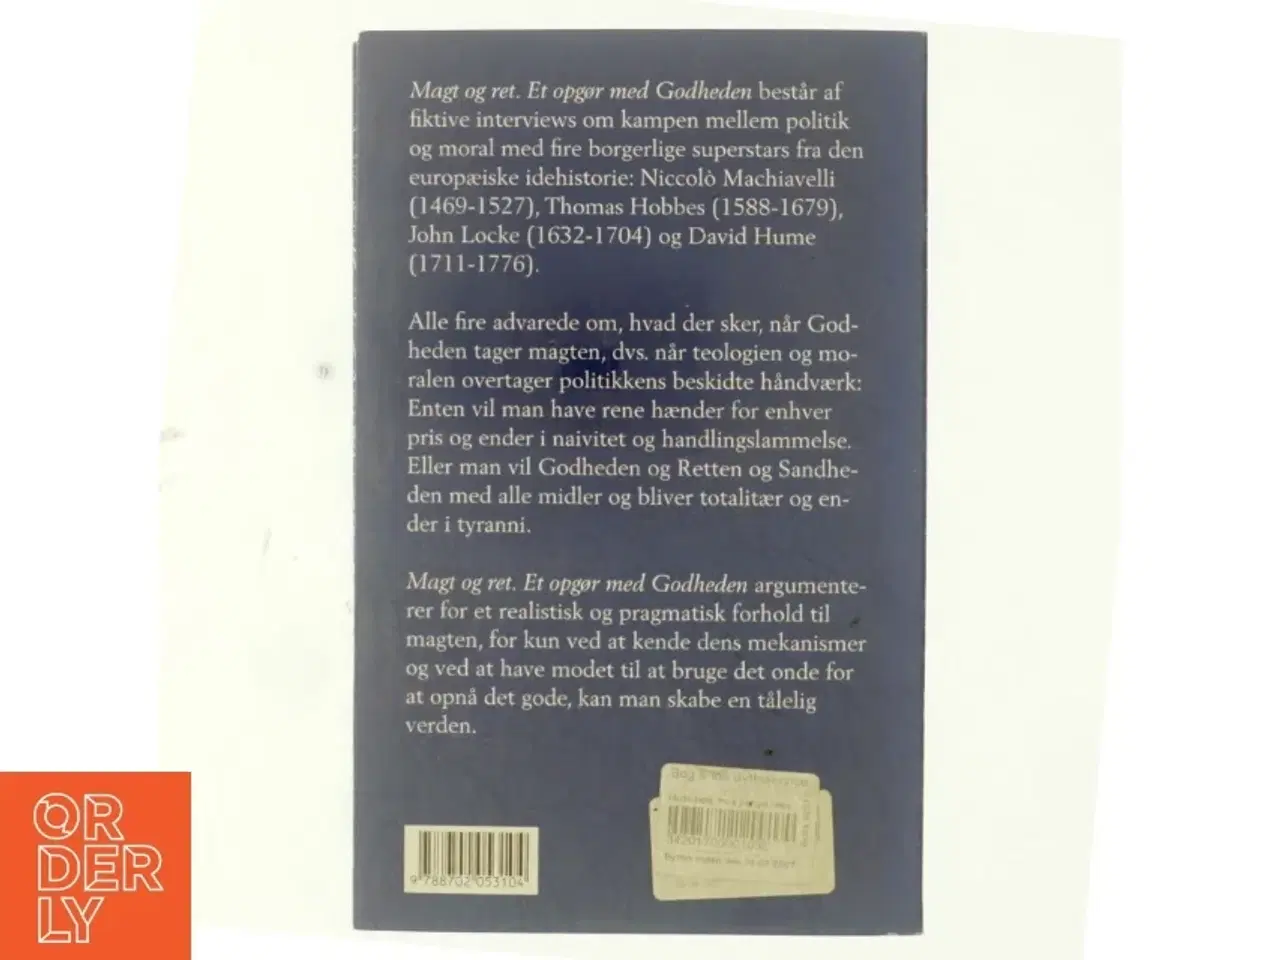 Magt og ret. Et opgør med Godheden består af
fiktive interviews om kampen mellem politik
og moral med fire borgerlige superstars fra den
europæiske idehistorie: Niccolò Machiavelli
(1469-1527), Thomas Hobbes (1588-1679),
John Locke (1632-1704) og David Hume
(1711-1776).
Alle fire advarede om, hvad der sker, når God-
heden tager magten, dvs. når teologien og mo-
ralen overtager politikkens beskidte håndværk:
Enten vil man have rene hænder for enhver
pris og ender i naivitet og handlingslammelse.
Eller man vil Godheden og Retten og Sandhe-
den med alle midler og bliver totalitær og en-
der i tyranni.
Magt og ret. Et opgør med Godheden argumente-
rer for et realistisk og pragmatisk forhold til
magten, for kun ved at kende dens mekanismer
og ved at have modet til at bruge det onde for
at opnå det gode, kan man skabe en tålelig
verden.
9 788702 053104
Bog & idé
ORDERLY